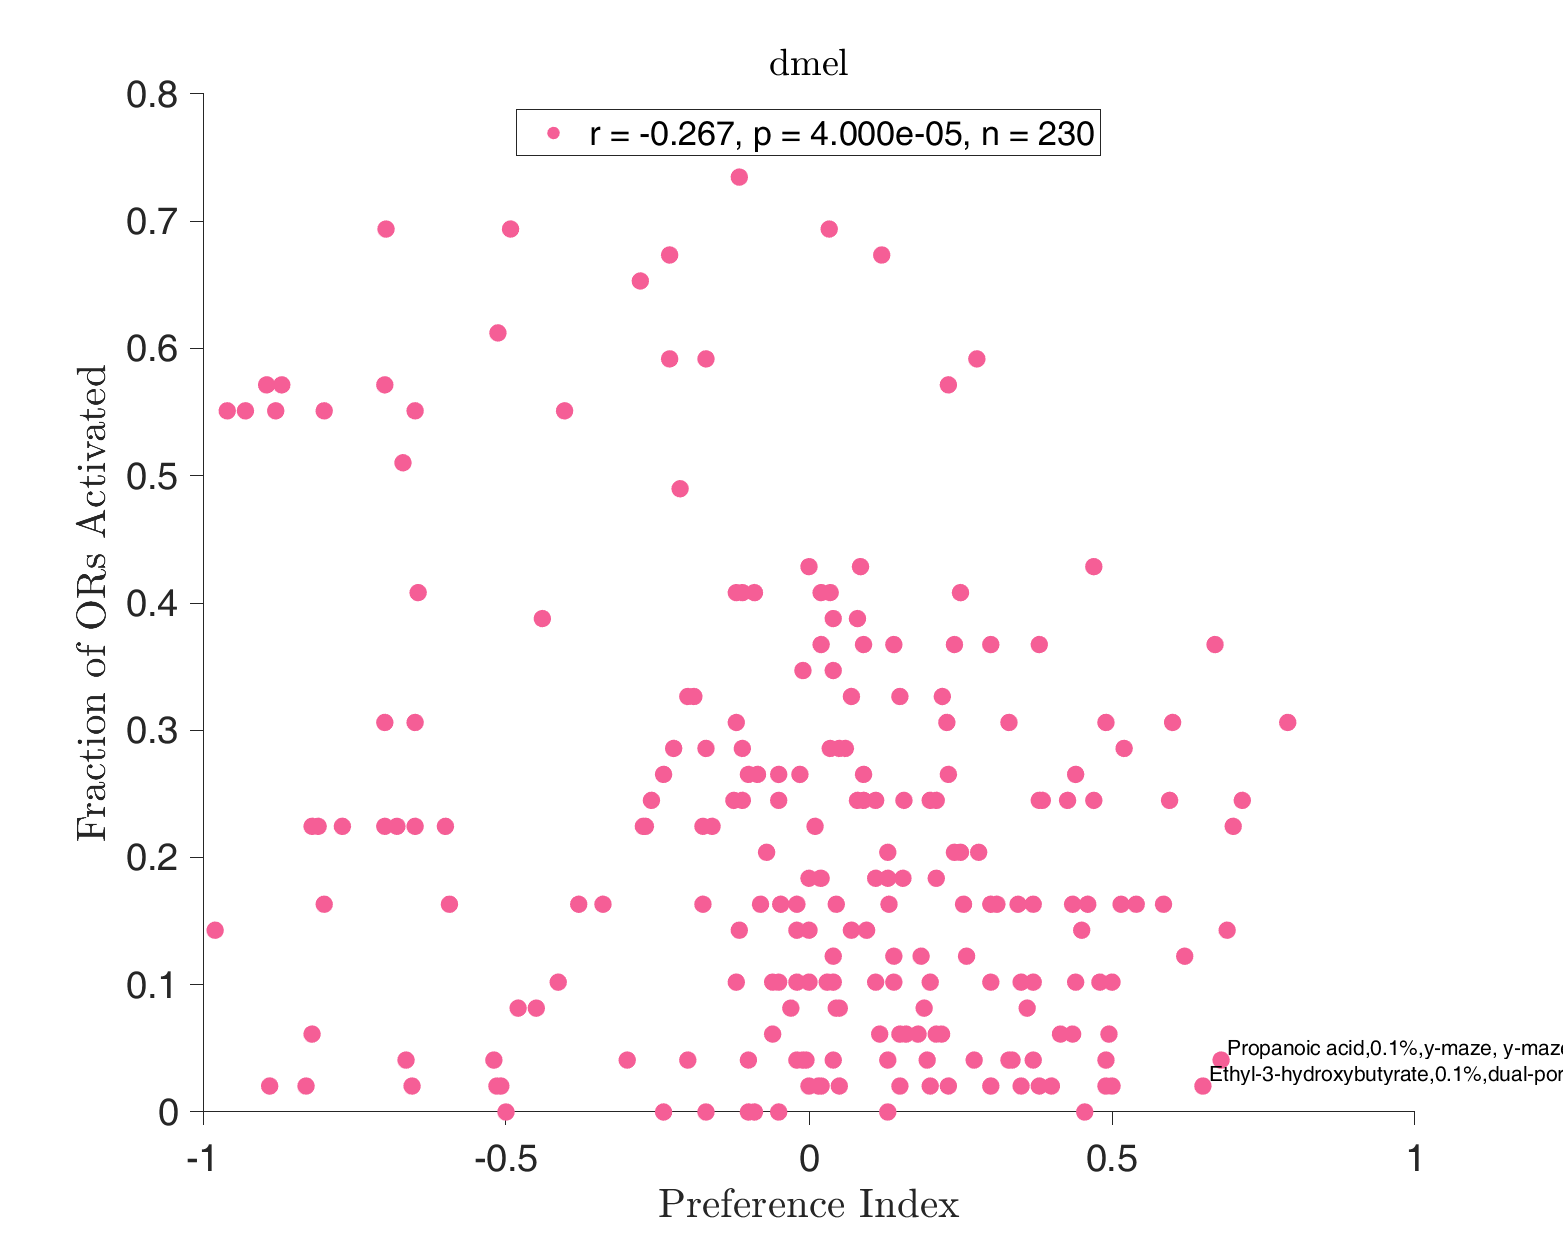 dmel
r = -0.267, p = 4.000e-05, n = 230
Fraction of ORs Activated
0.8
0.7
0.6
0.5
0.4
0.3
0.2
0.1
0
Propanoic acid,0.1%,y-maze, y-maze
Ethyl-3-hydroxybutyrate,0.1%,dual-por
-1
-0.5
0
0.5
1
Preference Index